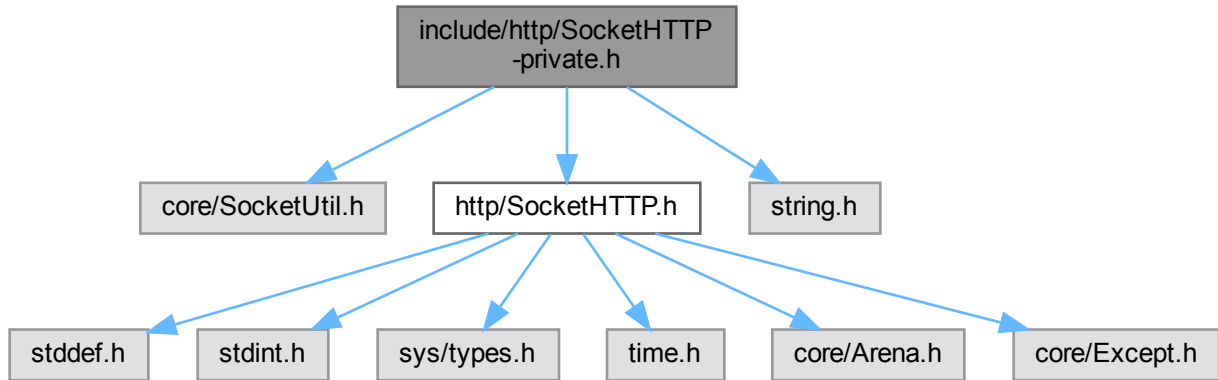 include/http/SocketHTTP
-private.h
core/SocketUtil.h
http/SocketHTTP.h
string.h
stddef.h
stdint.h
sys/types.h
time.h
core/Arena.h
core/Except.h